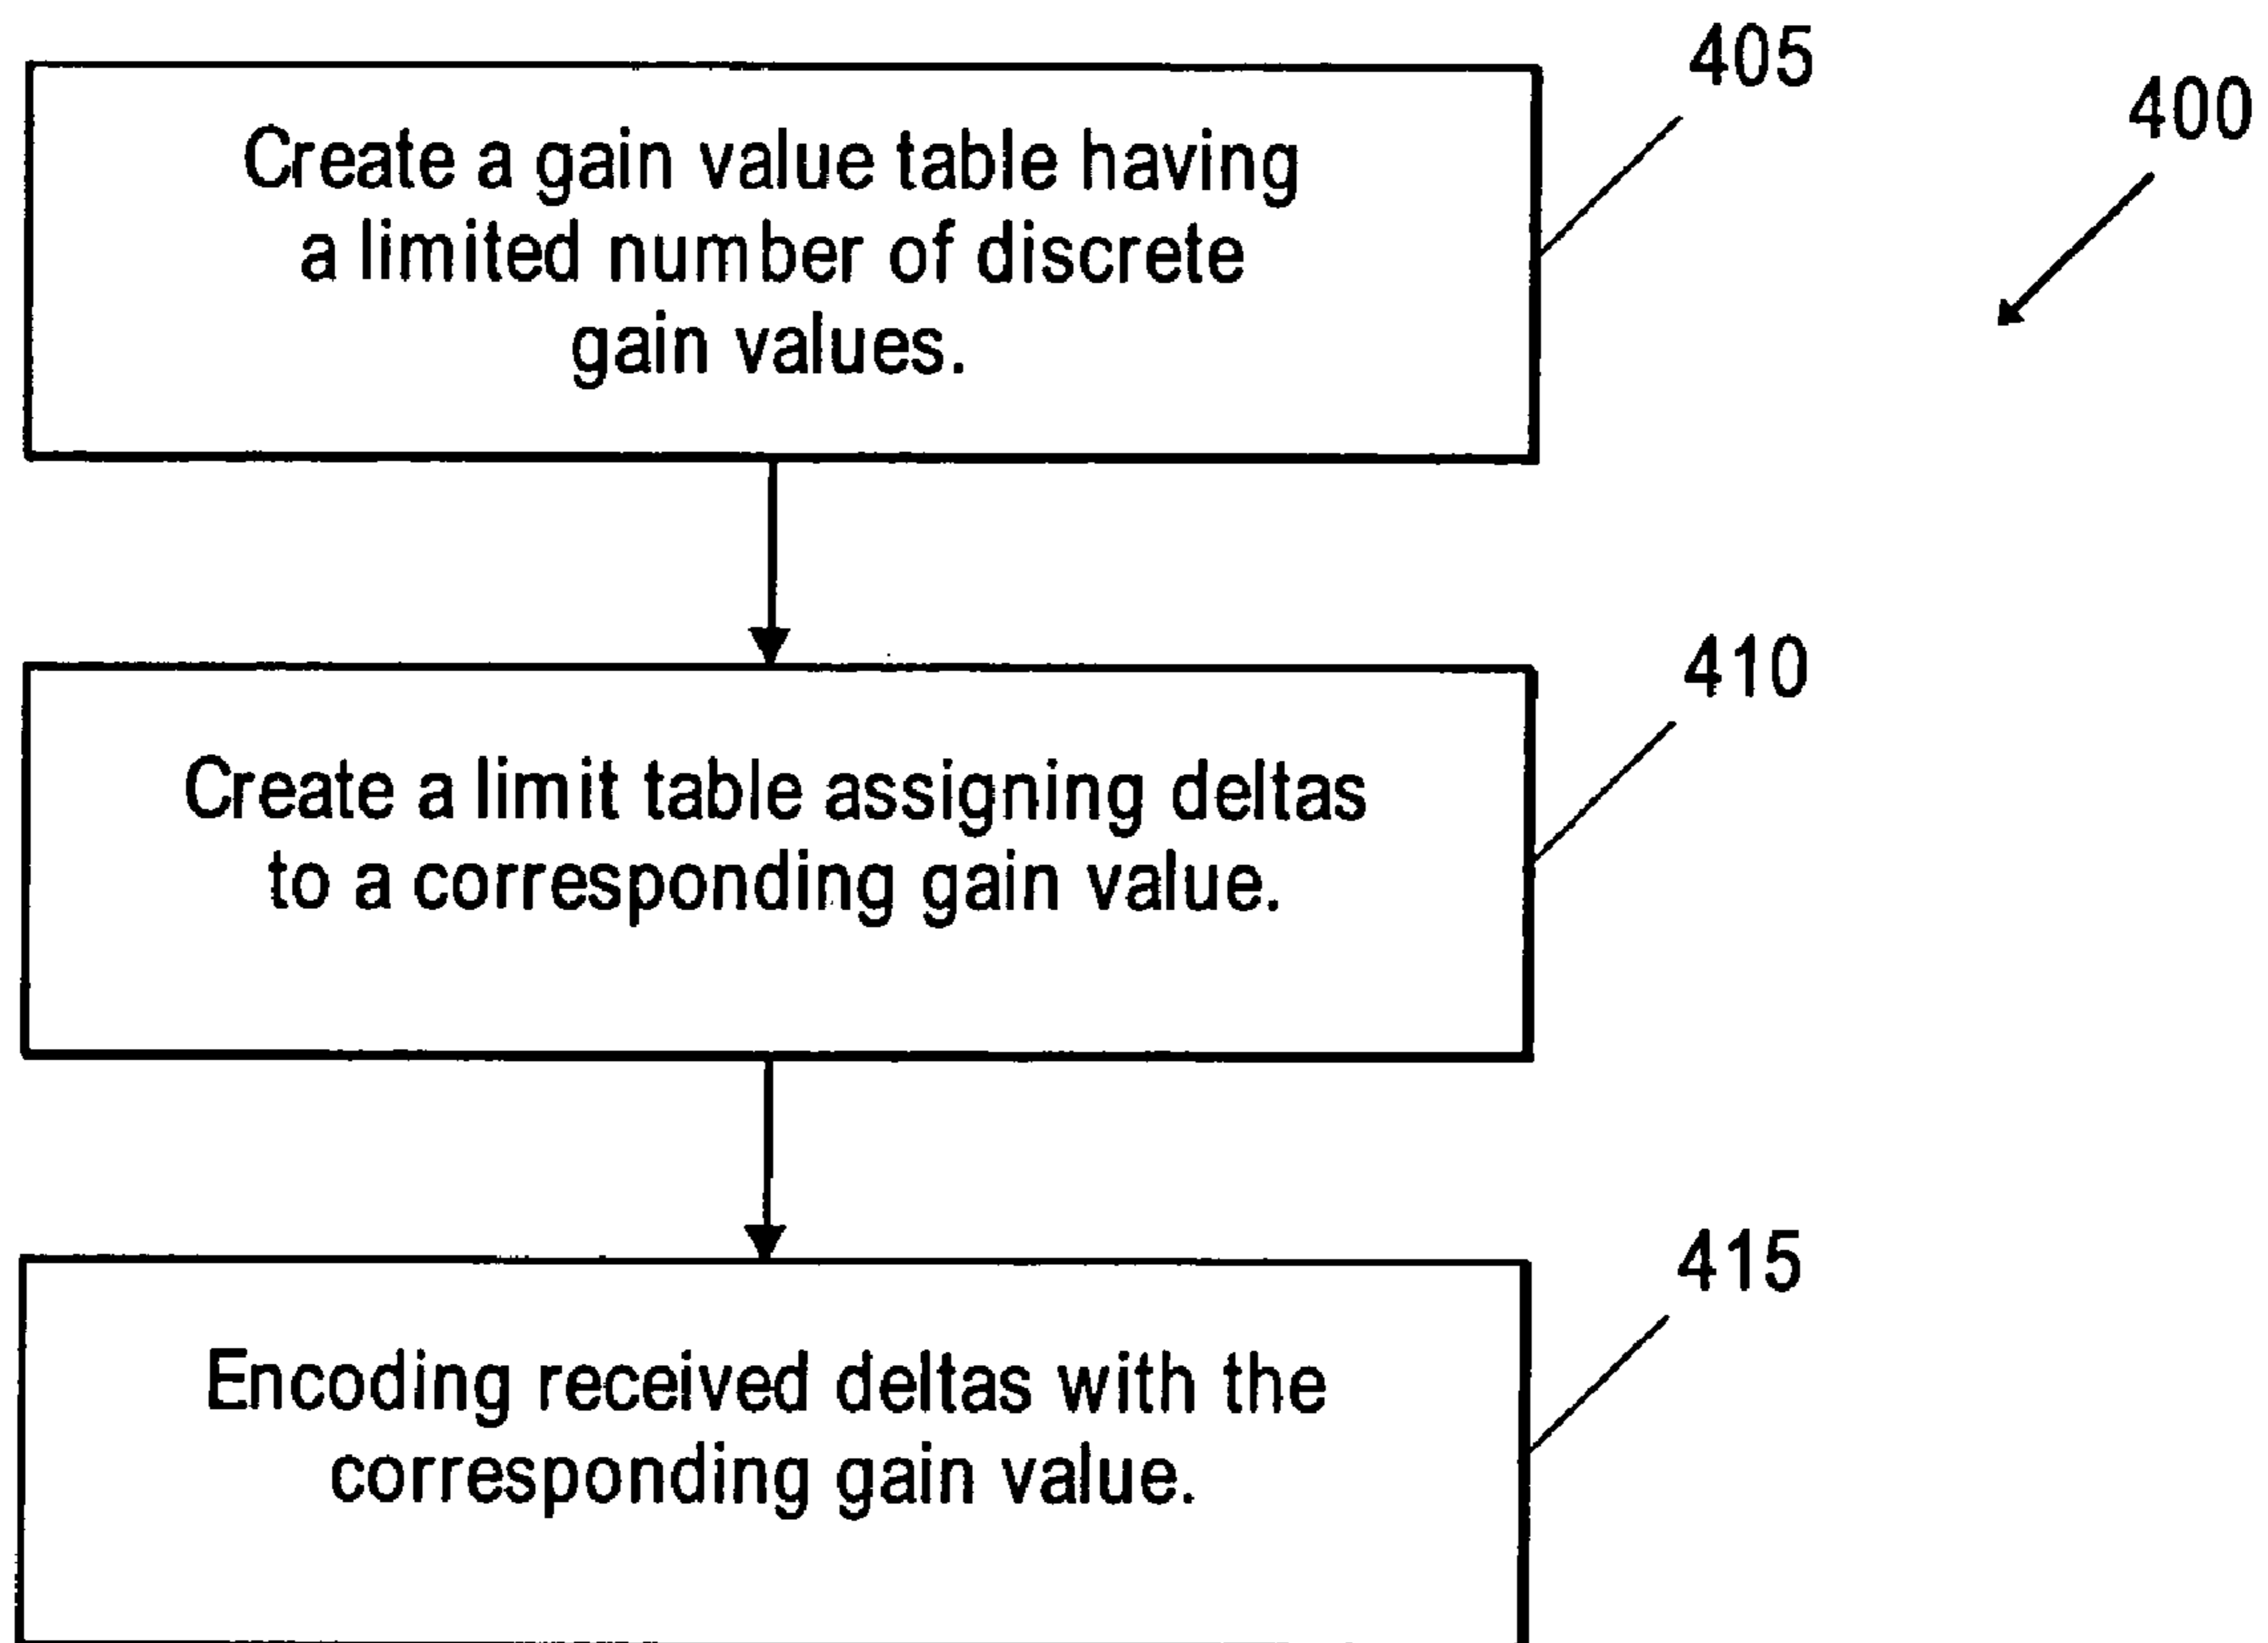 405
400
Create a gain value table having
a limited number of discrete
gain values.
410
Create a limit table assigning deltas
to a corresponding gain value.
415
Encoding received deltas with the
corresponding gain value.